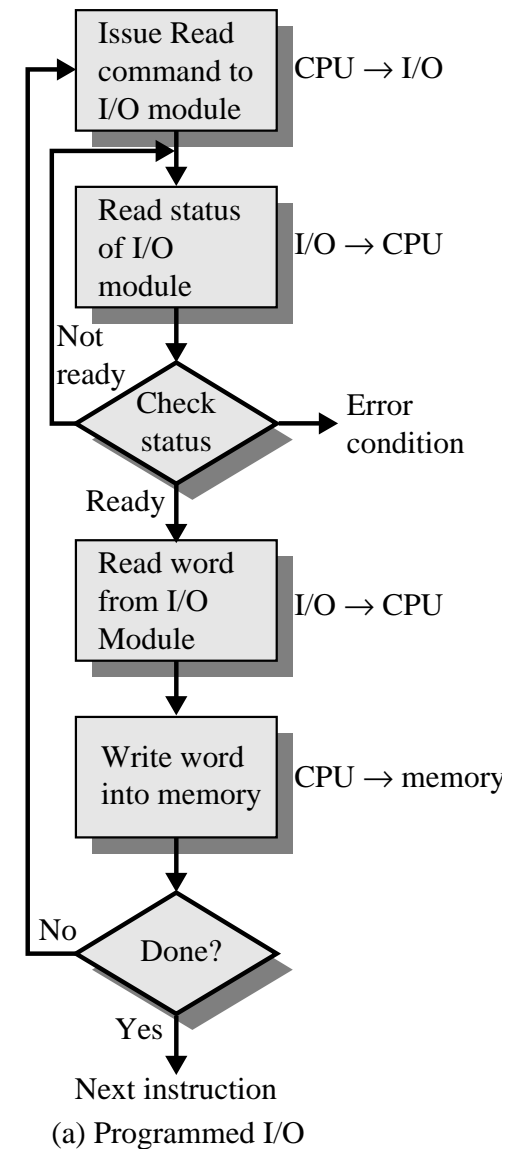 Issue Read
command to
I/O module
CPU → I/O
Read status
of I/O
module
I/O → CPU
Not
ready
Check
status
Error
condition
Ready
Read word
from I/O
Module
I/O → CPU
Write word
into memory
CPU → memory
No
Done?
Yes
Next instruction
(a) Programmed I/O